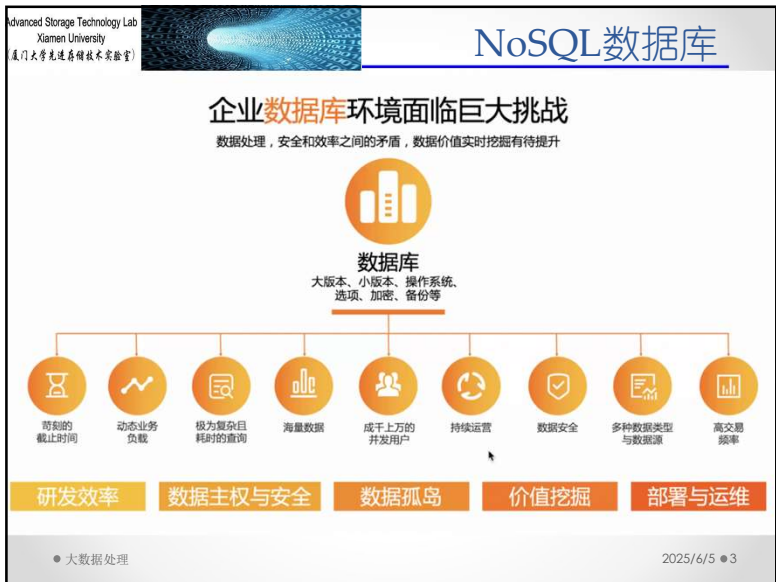 Advanced Storage Technology Lab
Xiamen University
(厦门大学先进存储技术实验室)
NoSQL数据库
企业数据库环境面临巨大挑战
数据处理，安全和效率之间的矛盾，数据价值实时挖掘有待提升
数据库
大版本、小版本、操作系统、
选项、加密、备份等
苛刻的
截止时间
动态业务
负载
极为复杂且
耗时的查询
海量数据
成千上万的
并发用户
持续运营
数据安全
多种数据类型
与数据源
高交易
频率
研发效率
数据主权与安全
数据孤岛
价值挖掘
部署与运维
大数据处理
2025/6/5 ●3